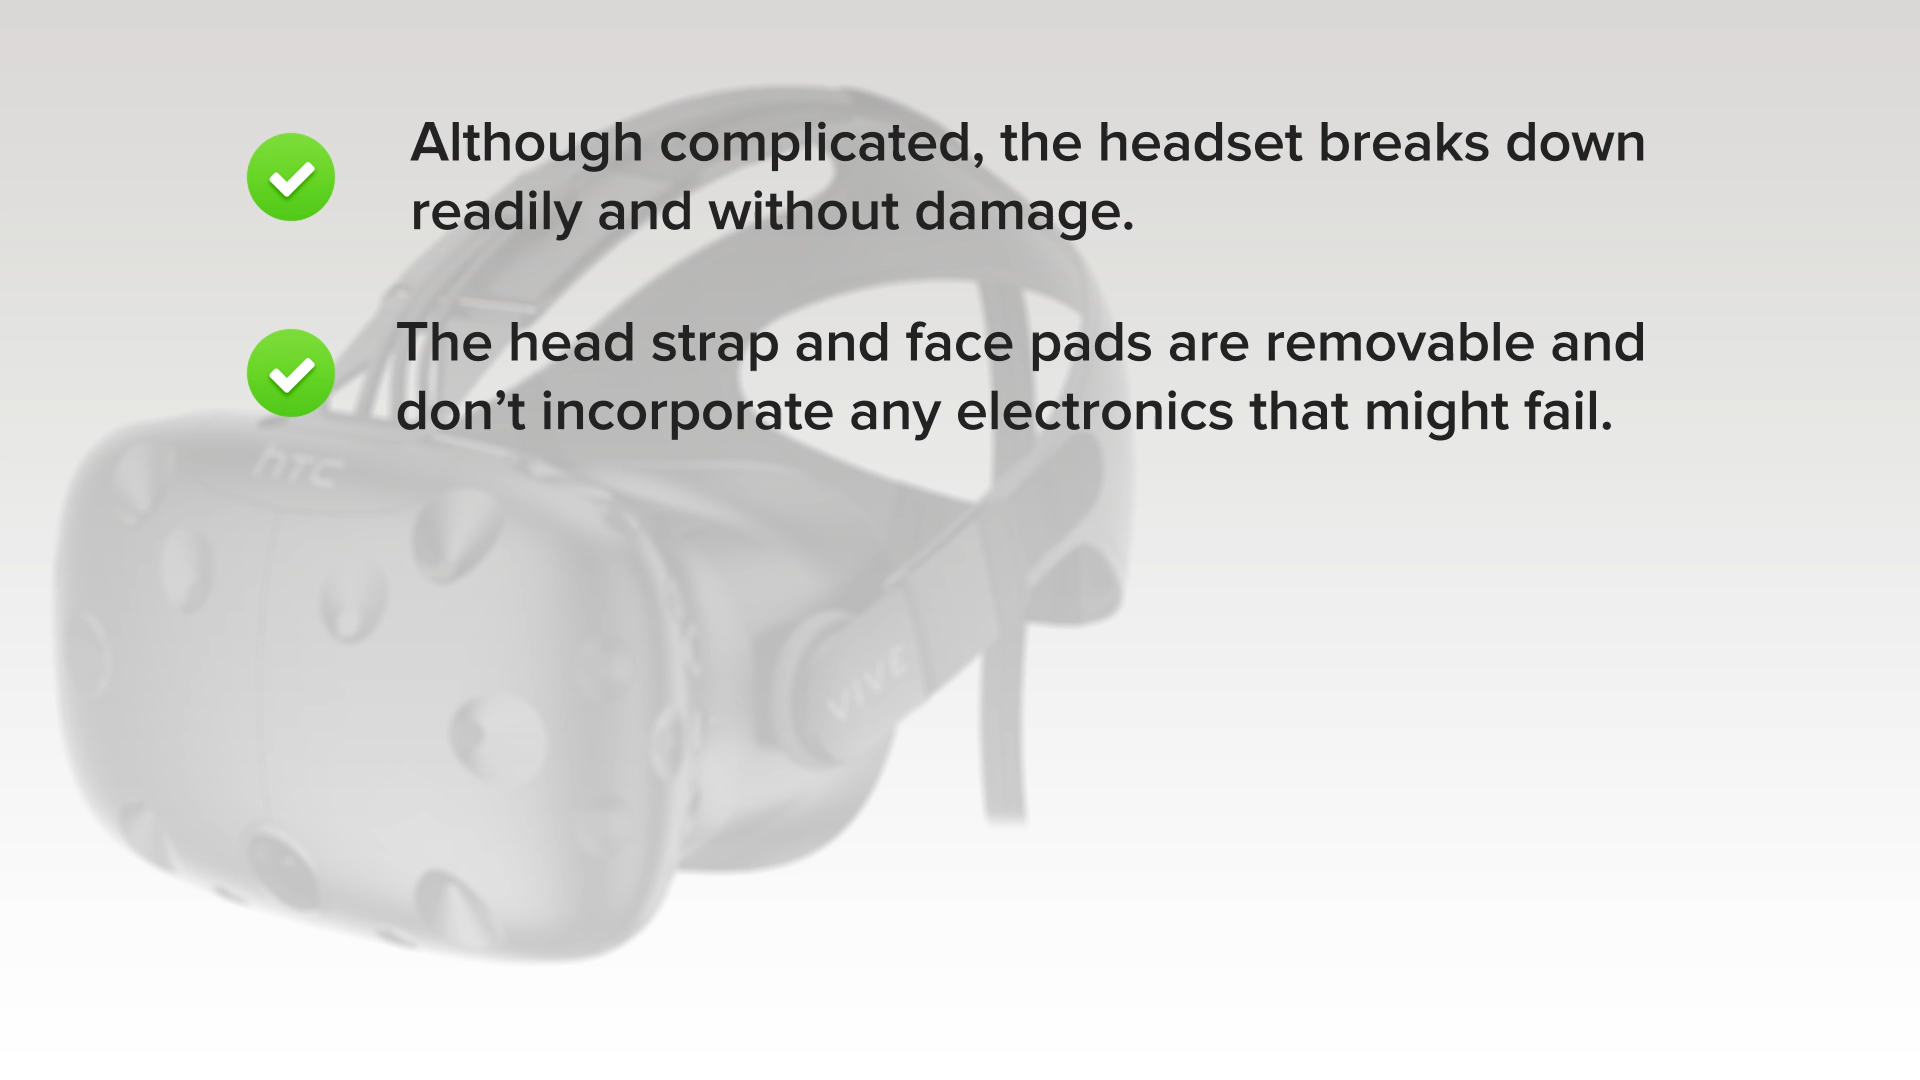 Although complicated, the headset breaks down
readily and without damage.
The head strap and face pads are removable and
don’t incorporate any electronics that might fail.
hTC
VIVE